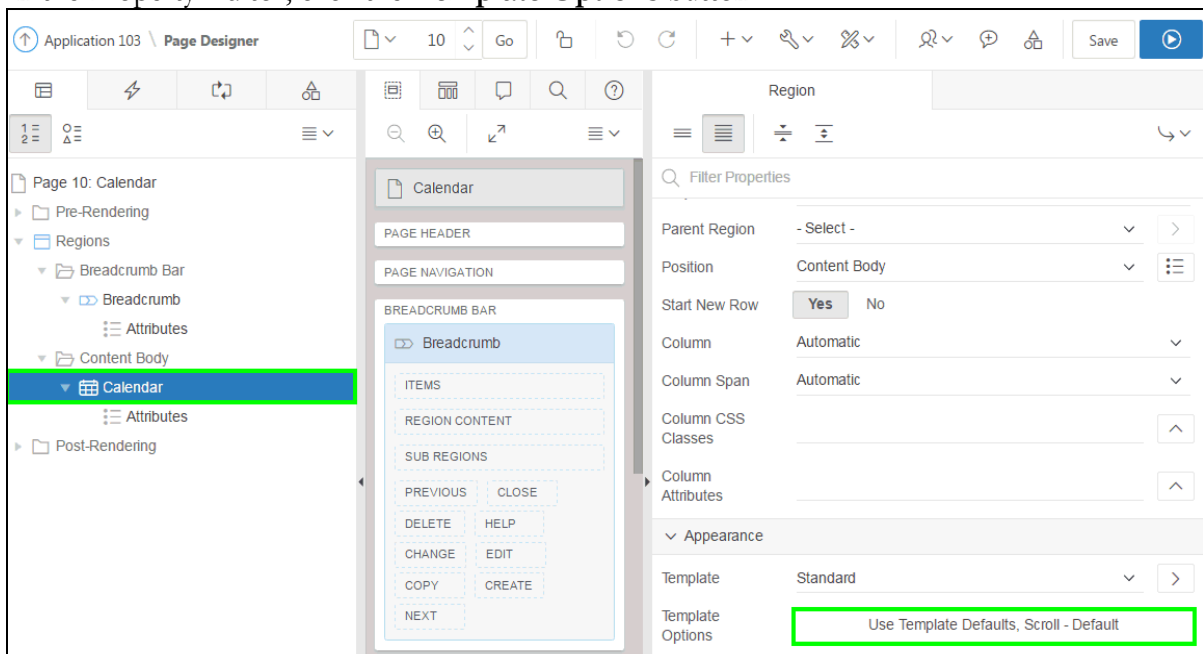 Application 103 \ Page Designer
10
Go
Save
Page 10: Calendar
Pre-Rendering
Regions
Breadcrumb Bar
Breadcrumb
Attributes
Content Body
Calendar
Attributes
Post-Rendering
Calendar
PAGE HEADER
PAGE NAVIGATION
BREADCRUMB BAR
Breadcrumb
ITEMS
REGION CONTENT
SUB REGIONS
PREVIOUS CLOSE
DELETE HELP
CHANGE EDIT
COPY CREATE
NEXT
Region
Filter Properties
Parent Region - Select -
Position Content Body
Start New Row Yes No
Column Automatic
Column Span Automatic
Column CSS
Classes
Column
Attributes
Appearance
Template Standard
Template
Options
Use Template Defaults, Scroll - Default